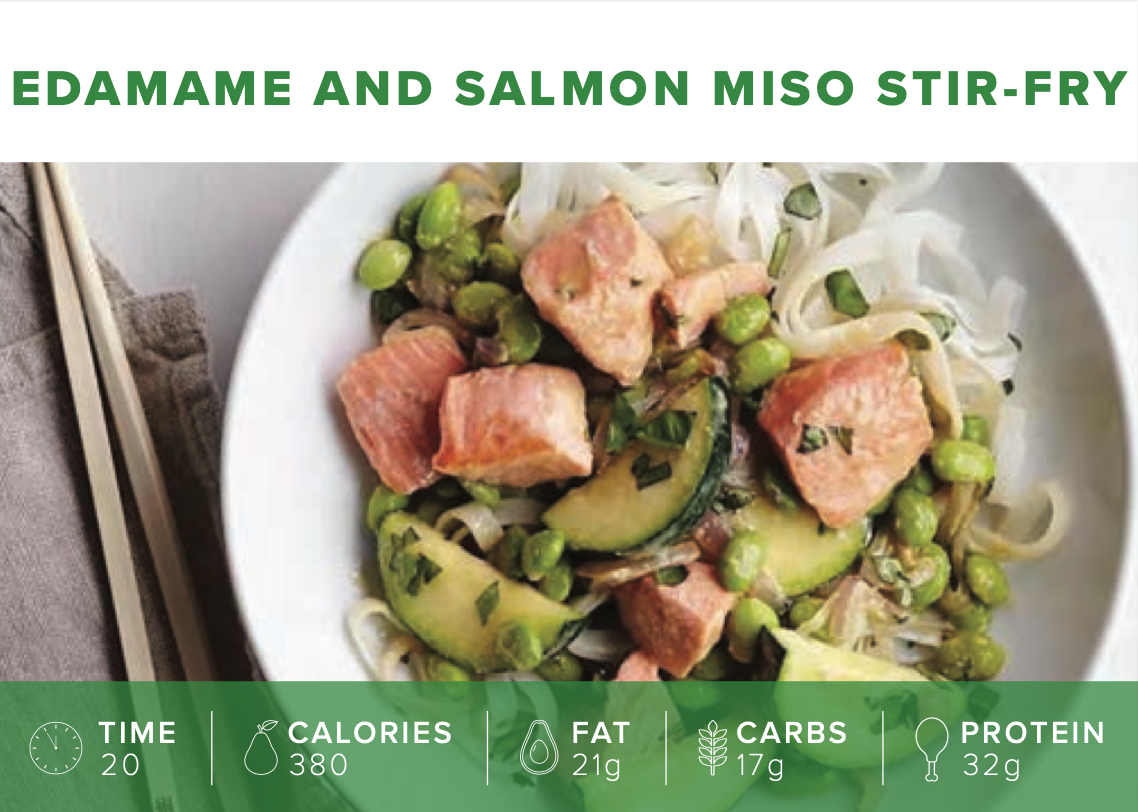 EDAMAME AND SALMON MISO STIR-FRY
TIME
20
CALORIES
380
FAT
21g
CARBS
17g
PROTEIN
32g